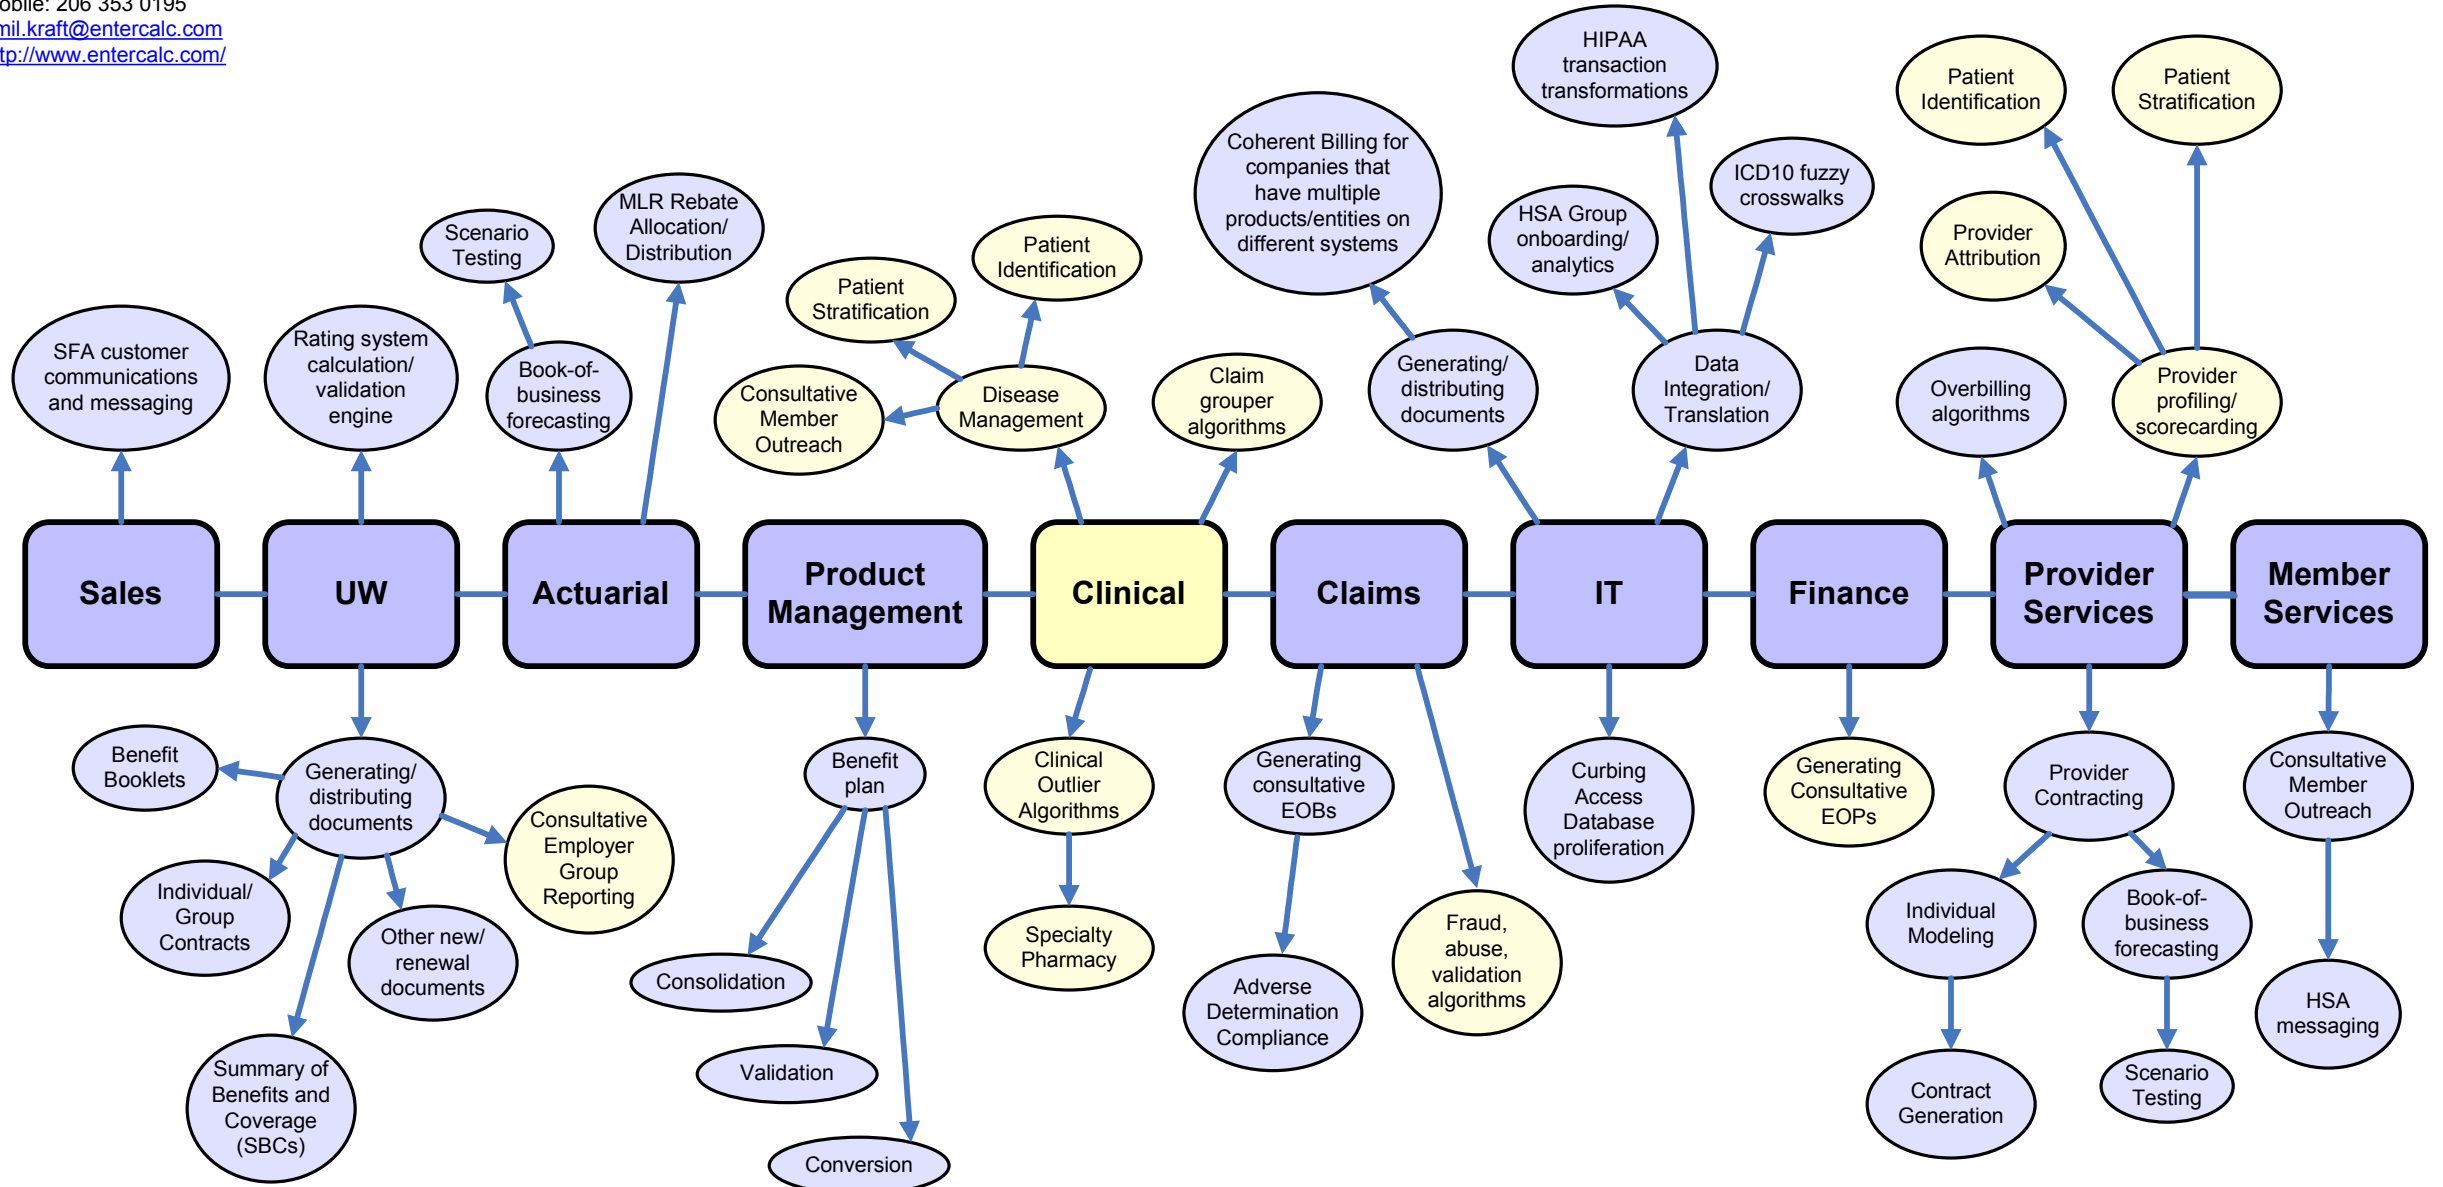 obile: 206 353 0195
mil.kraft@entercalc.com
tp://www.entercalc.com/
HIPAA
transaction
transformations
Patient
Identification
Patient
Stratification
Coherent Billing for
companies that
have multiple
products/entities on
different systems
ICD10 fuzzy
crosswalks
MLR Rebate
Allocation/
Distribution
Scenario
Testing
HSA Group
onboarding/
analytics
Provider
Attribution
Patient
Identification
Patient
Stratification
SFA customer
communications
and messaging
Rating system
calculation/
validation
engine
Book-of-
business
forecasting
Consultative
Member
Outreach
Disease
Management
Claim
grouper
algorithms
Generating/
distributing
documents
Data
Integration/
Translation
Overbilling
algorithms
Provider
profiling/
scorecarding
Sales
UW
Actuarial
Product
Management
Clinical
Claims
IT
Finance
Provider
Services
Member
Services
Benefit
Booklets
Generating/
distributing
documents
Consultative
Employer
Group
Reporting
Individual/
Group
Contracts
Other new/
renewal
documents
Summary of
Benefits and
Coverage
(SBCs)
Benefit
plan
Consolidation
Validation
Conversion
Clinical
Outlier
Algorithms
Specialty
Pharmacy
Generating
consultative
EOBs
Adverse
Determination
Compliance
Fraud,
abuse,
validation
algorithms
Curbing
Access
Database
proliferation
Generating
Consultative
EOPs
Provider
Contracting
Individual
Modeling
Book-of-
business
forecasting
Contract
Generation
Scenario
Testing
Consultative
Member
Outreach
HSA
messaging